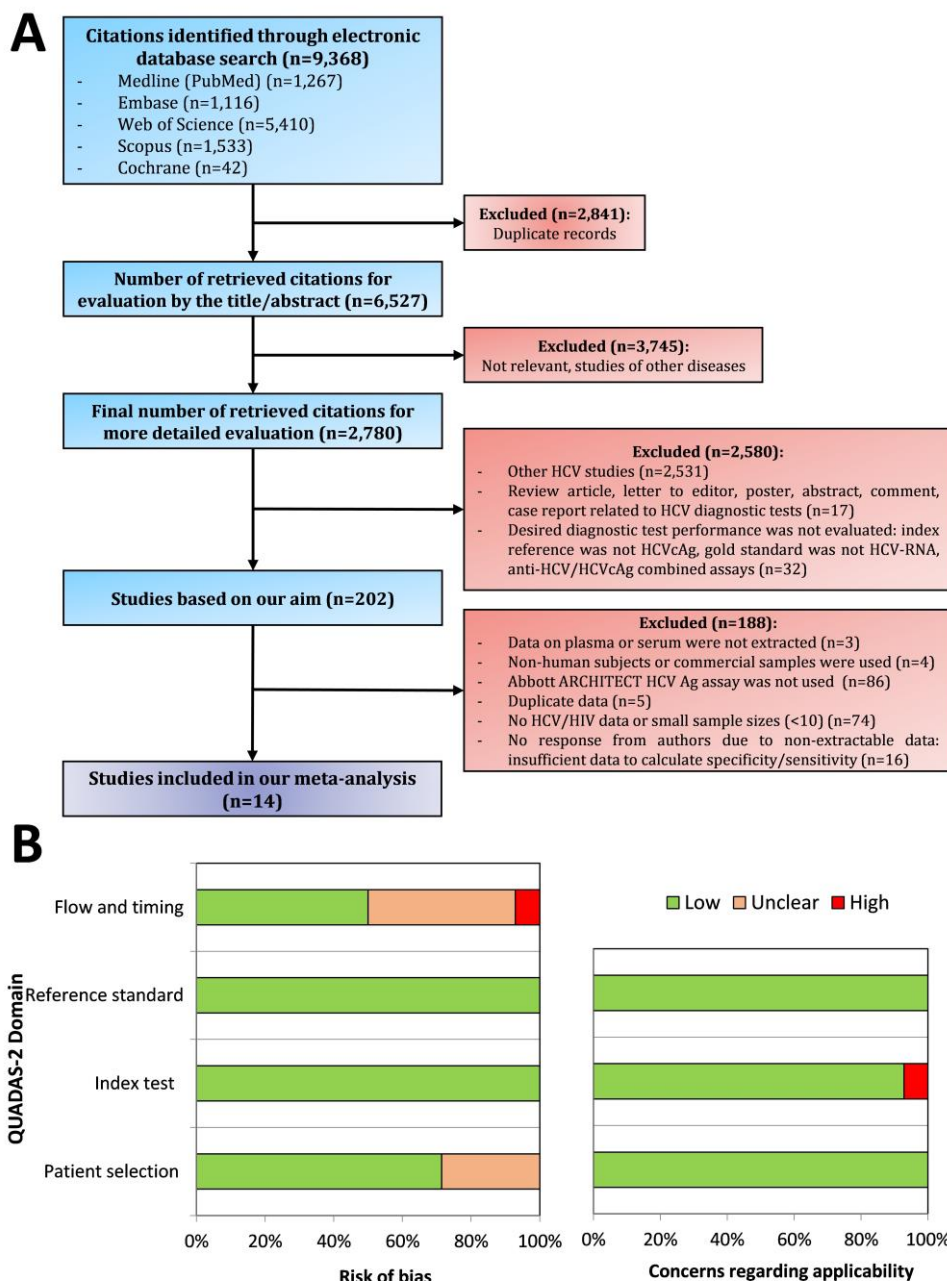 A
Citations identified through electronic
database search (n=9,368)
- Medline (PubMed) (n=1,267)
- Embase (n=1,116)
- Web of Science (n=5,410)
- Scopus (n=1,533)
- Cochrane (n=42)
Excluded (n=2,841):
Duplicate records
Number of retrieved citations for
evaluation by the title/abstract (n=6,527)
Excluded (n=3,745):
Not relevant, studies of other diseases
Final number of retrieved citations for
more detailed evaluation (n=2,780)
Excluded (n=2,580):
- Other HCV studies (n=2,531)
- Review article, letter to editor, poster, abstract, comment,
case report related to HCV diagnostic tests (n=17)
- Desired diagnostic test performance was not evaluated: index
reference was not HCVcAg, gold standard was not HCV-RNA,
anti-HCV/HCVcAg combined assays (n=32)
Studies based on our aim (n=202)
Excluded (n=188):
- Data on plasma or serum were not extracted (n=3)
- Non-human subjects or commercial samples were used (n=4)
- Abbott ARCHITECT HCV Ag assay was not used (n=86)
- Duplicate data (n=5)
- No HCV/HIV data or small sample sizes (<10) (n=74)
- No response from authors due to non-extractable data:
insufficient data to calculate specificity/sensitivity (n=16)
Studies included in our meta-analysis
(n=14)
B
QUADAS-2 Domain
Flow and timing
Reference standard
Index test
Patient selection
0% 20% 40% 60% 80% 100%
Risk of bias
Low Unclear High
0% 20% 40% 60% 80% 100%
Concerns regarding applicability